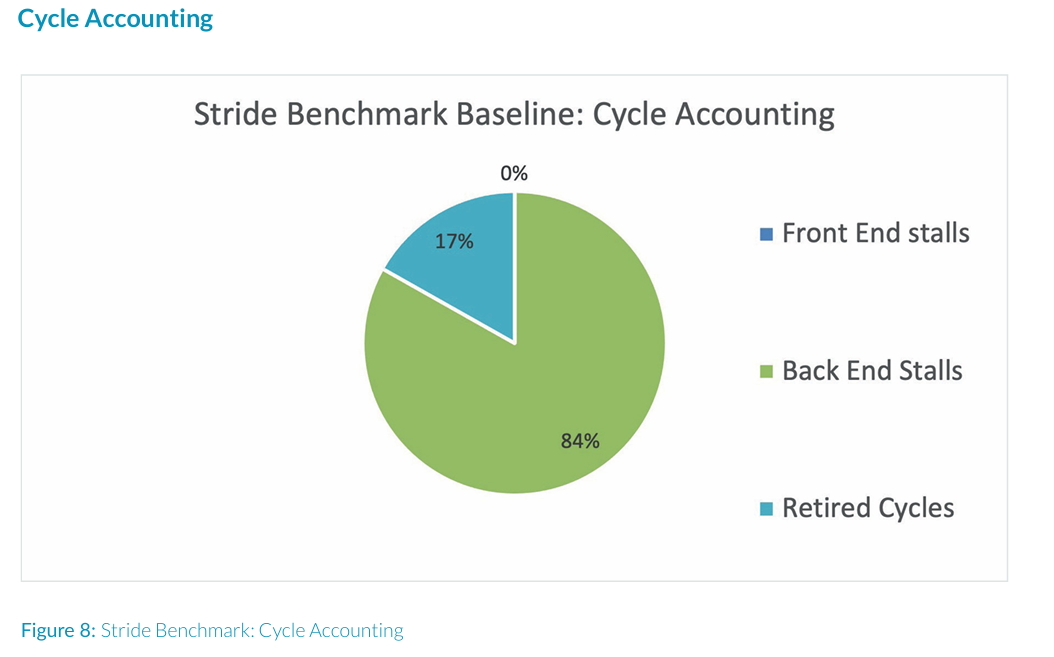 Cycle Accounting
Stride Benchmark Baseline: Cycle Accounting
0%
17%
Front End stalls
Back End Stalls
84%
Retired Cycles
Figure 8: Stride Benchmark: Cycle Accounting